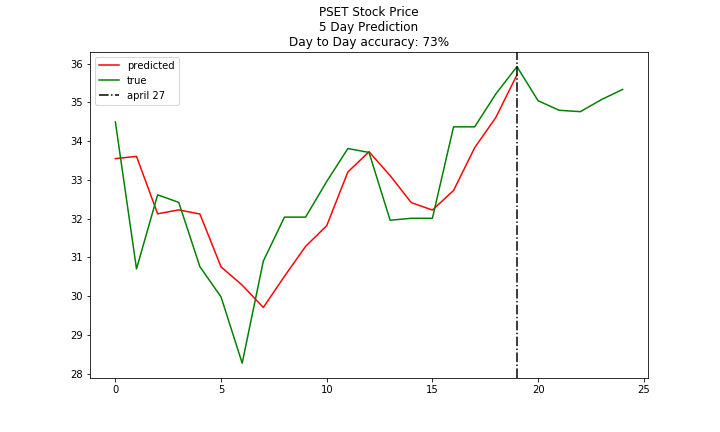 PSET Stock Price
5 Day Prediction
Day to Day accuracy: 73%
predicted
true
april 27
36
35
34
33
32
31
30
29
28
0
5
10
15
20
25